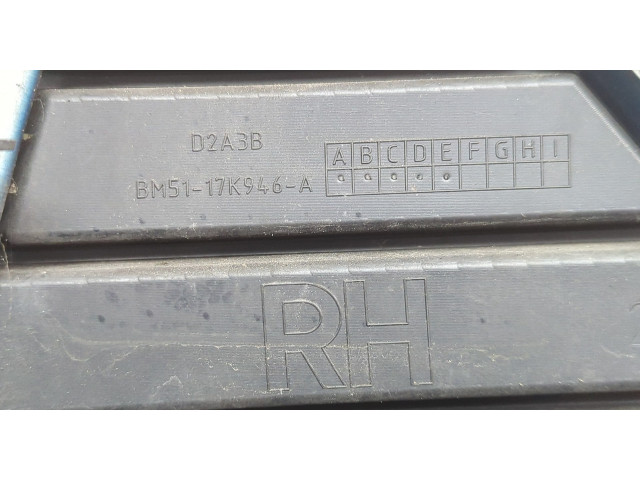 D2A3B
A B C D E F G H I
BM51-17K946-A
RH